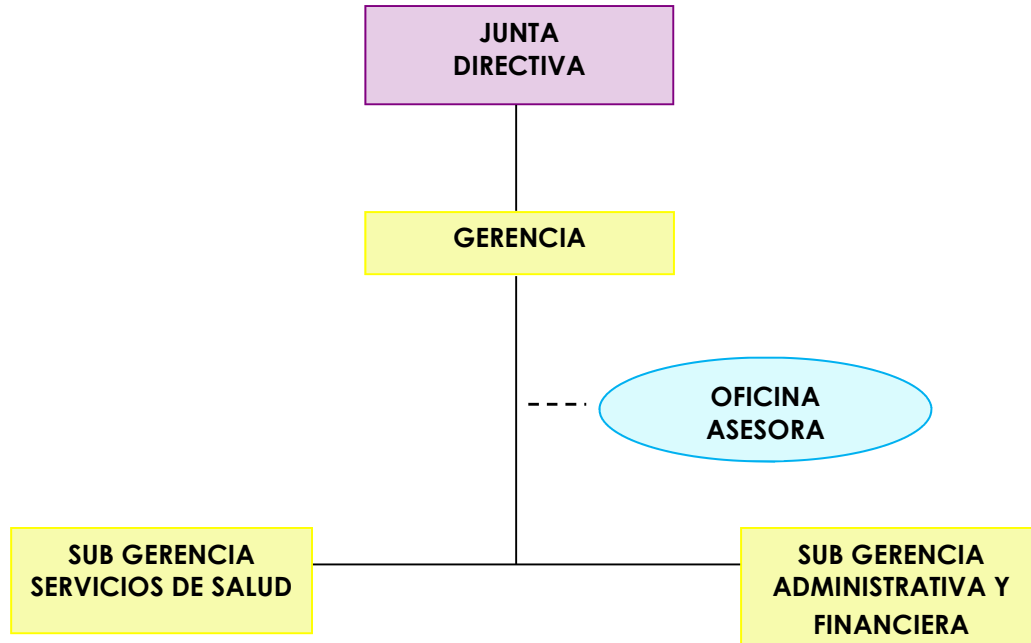 JUNTA
DIRECTIVA
GERENCIA
OFICINA
ASESORA
SUB GERENCIA
SERVICIOS DE SALUD
SUB GERENCIA
ADMINISTRATIVA Y
FINANCIERA